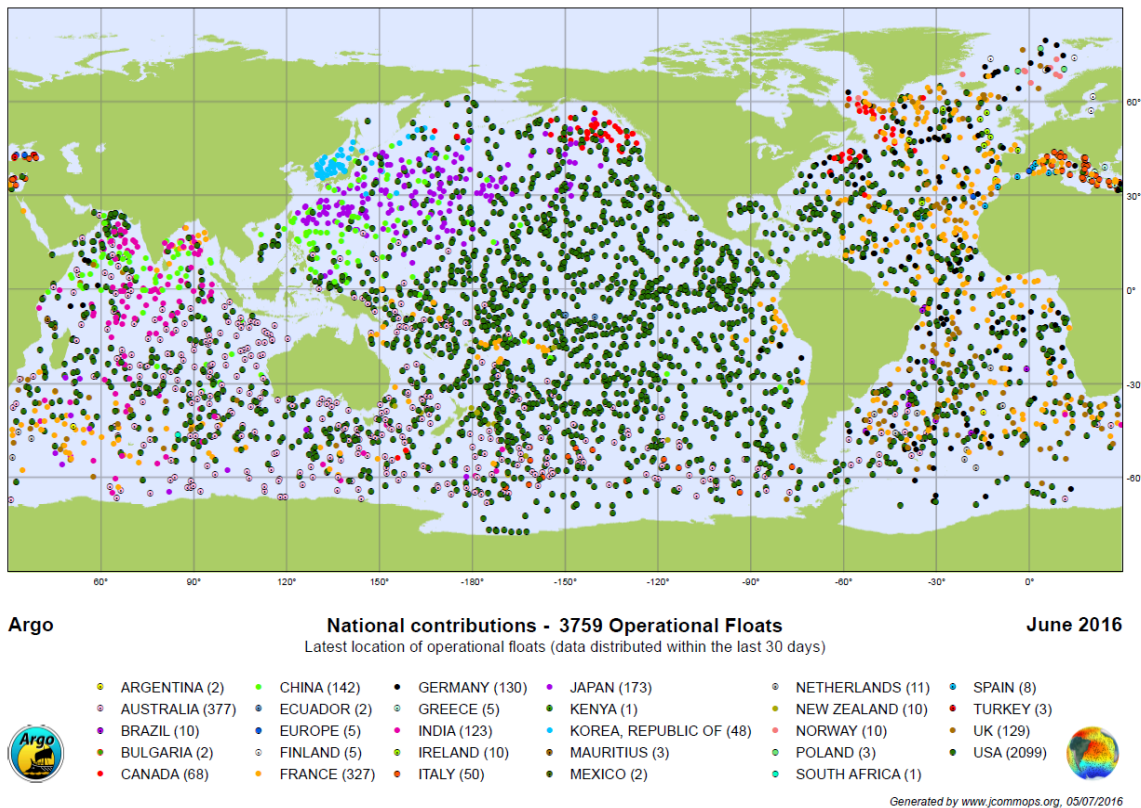 60°
30°
0°
-30
-60
60°
90°
120°
150°
-180°
-150°
-120°
-90°
-60°
-30°
0°
Argo
National contributions - 3759 Operational Floats
June 2016
Latest location of operational floats (data distributed within the last 30 days)
ARGENTINA (2)
CHINA (142)
GERMANY (130)
JAPAN (173)
NETHERLANDS (11)
SPAIN (8)
AUSTRALIA (377)
ECUADOR (2)
GREECE (5)
KENYA (1)
NEW ZEALAND (10)
TURKEY (3)
BRAZIL (10)
EUROPE (5)
INDIA (123)
KOREA, REPUBLIC OF (48)
NORWAY (10)
UK (129)
BULGARIA (2)
FINLAND (5)
IRELAND (10)
MAURITIUS (3)
POLAND (3)
USA (2099)
CANADA (68)
FRANCE (327)
ITALY (50)
MEXICO (2)
SOUTH AFRICA (1)
Argo
Generated by www.jcommops.org, 05/07/2016